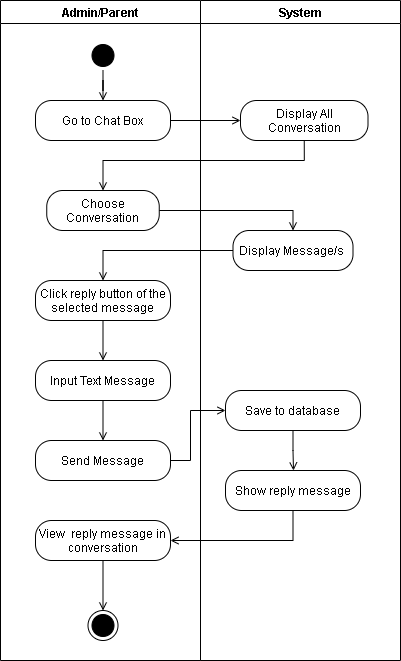 Admin/Parent
System
Go to Chat Box
Display All
Conversation
Choose
Conversation
Display Message/s
Click reply button of the
selected message
Input Text Message
Save to database
Send Message
Show reply message
View reply message in
conversation